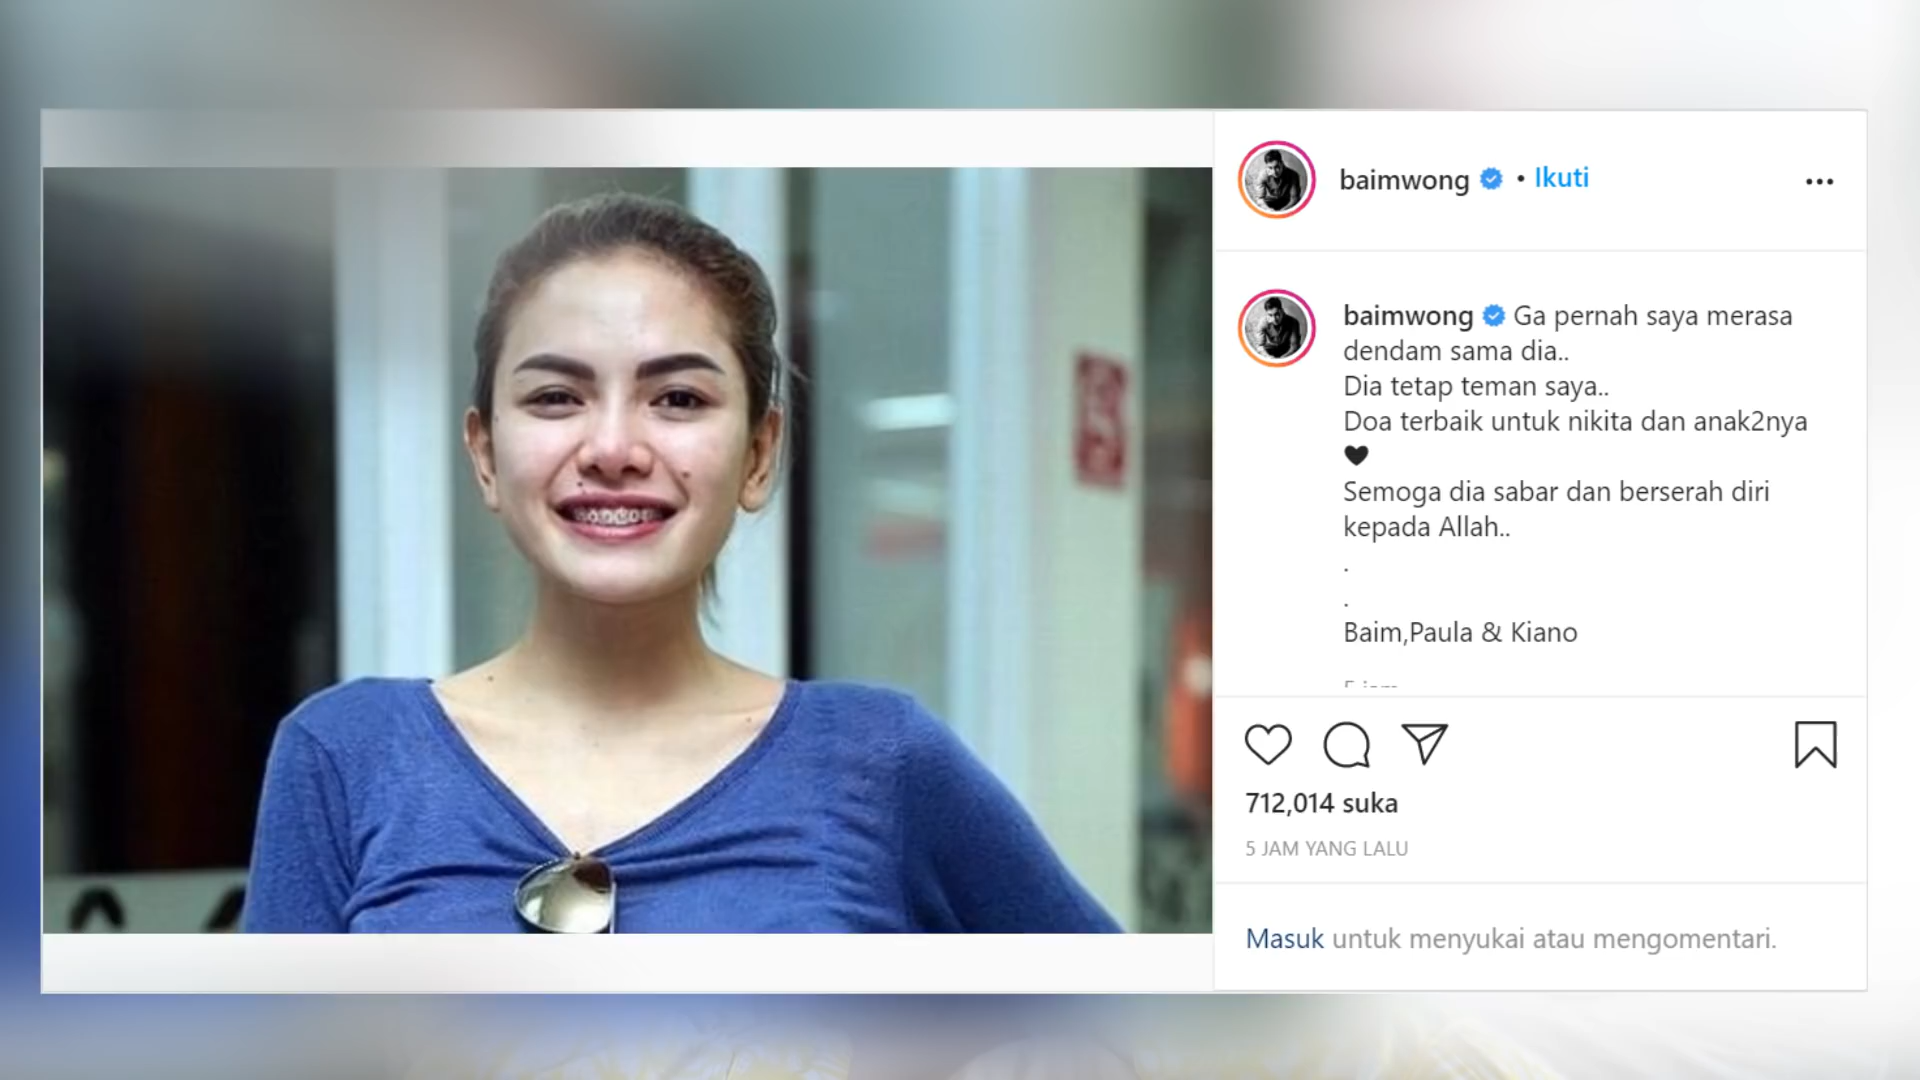 baimwong • Ikuti
baimwong Ga pernah saya merasa
dendam sama dia..
Dia tetap teman saya..
Doa terbaik untuk nikita dan anak2nya
🖤
Semoga dia sabar dan berserah diri
kepada Allah..
.
.
Baim,Paula & Kiano
712,014 suka
5 JAM YANG LALU
Masuk untuk menyukai atau mengomentari.